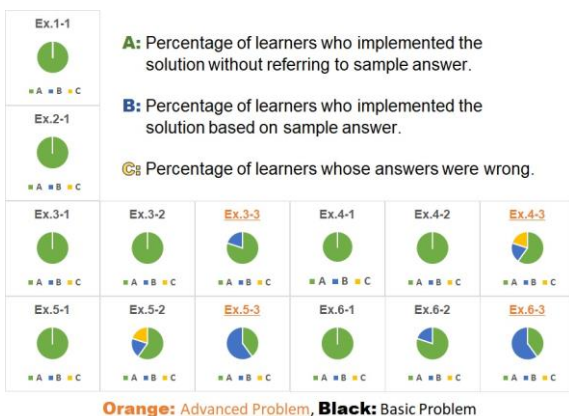 Ex.1-1
A B C
A: Percentage of learners who implemented the
solution without referring to sample answer.
B: Percentage of learners who implemented the
solution based on sample answer.
C: Percentage of learners whose answers were wrong.
Ex.2-1
A B C
Ex.3-1 Ex.3-2 Ex.3-3 Ex.4-1 Ex.4-2 Ex.4-3
A B C A B C A B C A B C A B C A B C
Ex.5-1 Ex.5-2 Ex.5-3 Ex.6-1 Ex.6-2 Ex.6-3
A B C A B C A B C A B C A B C A B C
Orange: Advanced Problem, Black: Basic Problem